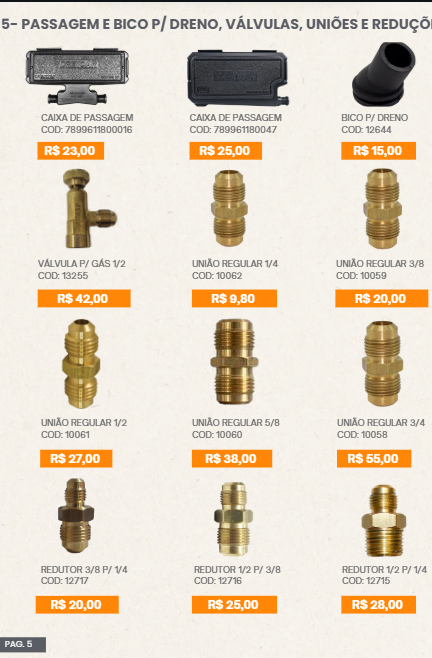 5- PASSAGEM E BICO P/ DRENO, VÁLVULAS, UNIÕES E REDUÇÕ
CAIXA DE PASSAGEM
COD: 7899611800016
R$ 23,00
CAIXA DE PASSAGEM
COD: 789961180047
R$ 25,00
BICO P/ DRENO
COD: 12644
R$ 15,00
VÁLVULA P/ GÁS 1/2
COD: 13255
R$ 42,00
UNIÃO REGULAR 1/4
COD: 10062
R$ 9,80
UNIÃO REGULAR 3/8
COD: 10059
R$ 20,00
UNIÃO REGULAR 1/2
COD: 10061
R$ 27,00
UNIÃO REGULAR 5/8
COD: 10060
R$ 38,00
UNIÃO REGULAR 3/4
COD: 10058
R$ 55,00
REDUTOR 3/8 P/ 1/4
COD: 12717
R$ 20,00
REDUTOR 1/2 P/ 3/8
COD: 12716
R$ 25,00
REDUTOR 1/2 P/ 1/4
COD: 12715
R$ 28,00
PAG. 5